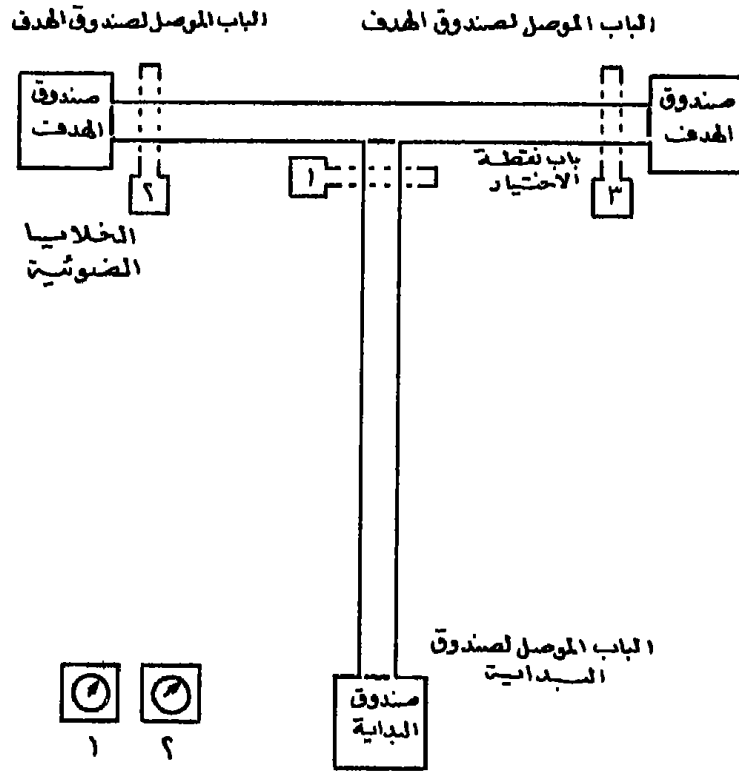 الباب الموصل لصندوق الهدف
الباب الموصل لصندوق الهدف
صندوق
الهدف
صندوق
الهدف
باب نقطة
الاختيار
١
٢
٣
الخلايا
الضوئية
الباب الموصل لصندوق
البداية
صندوق
البداية
١
٢